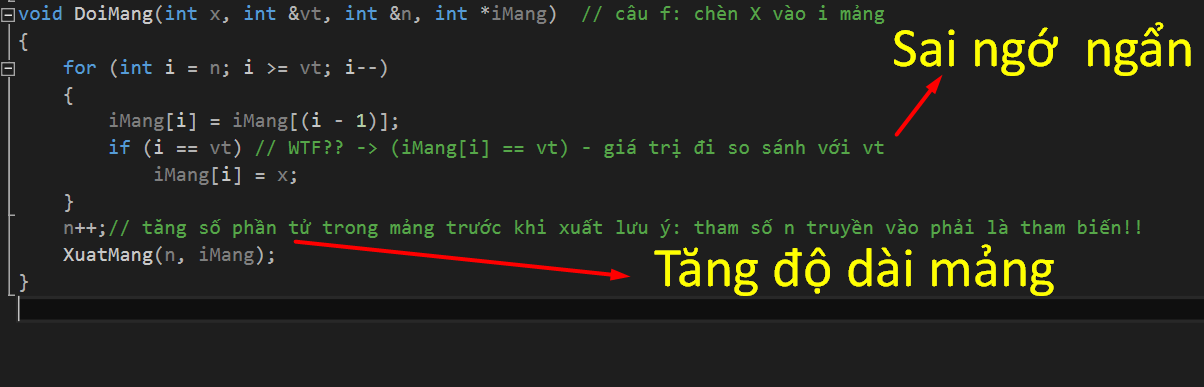 void DoiMang(int x, int &vt, int &n, int *iMang)  // câu f: chèn X vào i mảng
{
Sai ngớ  ngẩn
    for (int i = n; i >= vt; i--)
    {
        iMang[i] = iMang[(i - 1)];
        if (i == vt) // WTF?? -> (iMang[i] == vt) - giá trị đi so sánh với vt
            iMang[i] = x;
    }
    n++;// tăng số phần tử trong mảng trước khi xuất lưu ý: tham số n truyền vào phải là tham biến!!
    XuatMang(n, iMang);
Tăng độ dài mảng
}